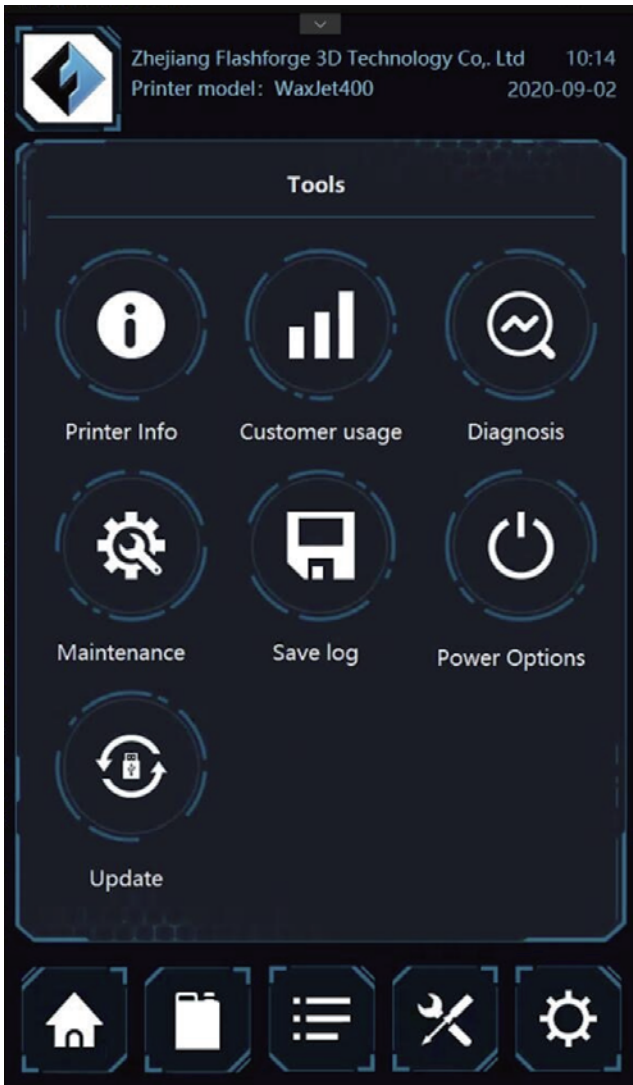 Zhejiang Flashforge 3D Technology Co,. Ltd 10:14
Printer model: WaxJet400 2020-09-02
Tools
Printer Info Customer usage Diagnosis
Maintenance Save log Power Options
Update